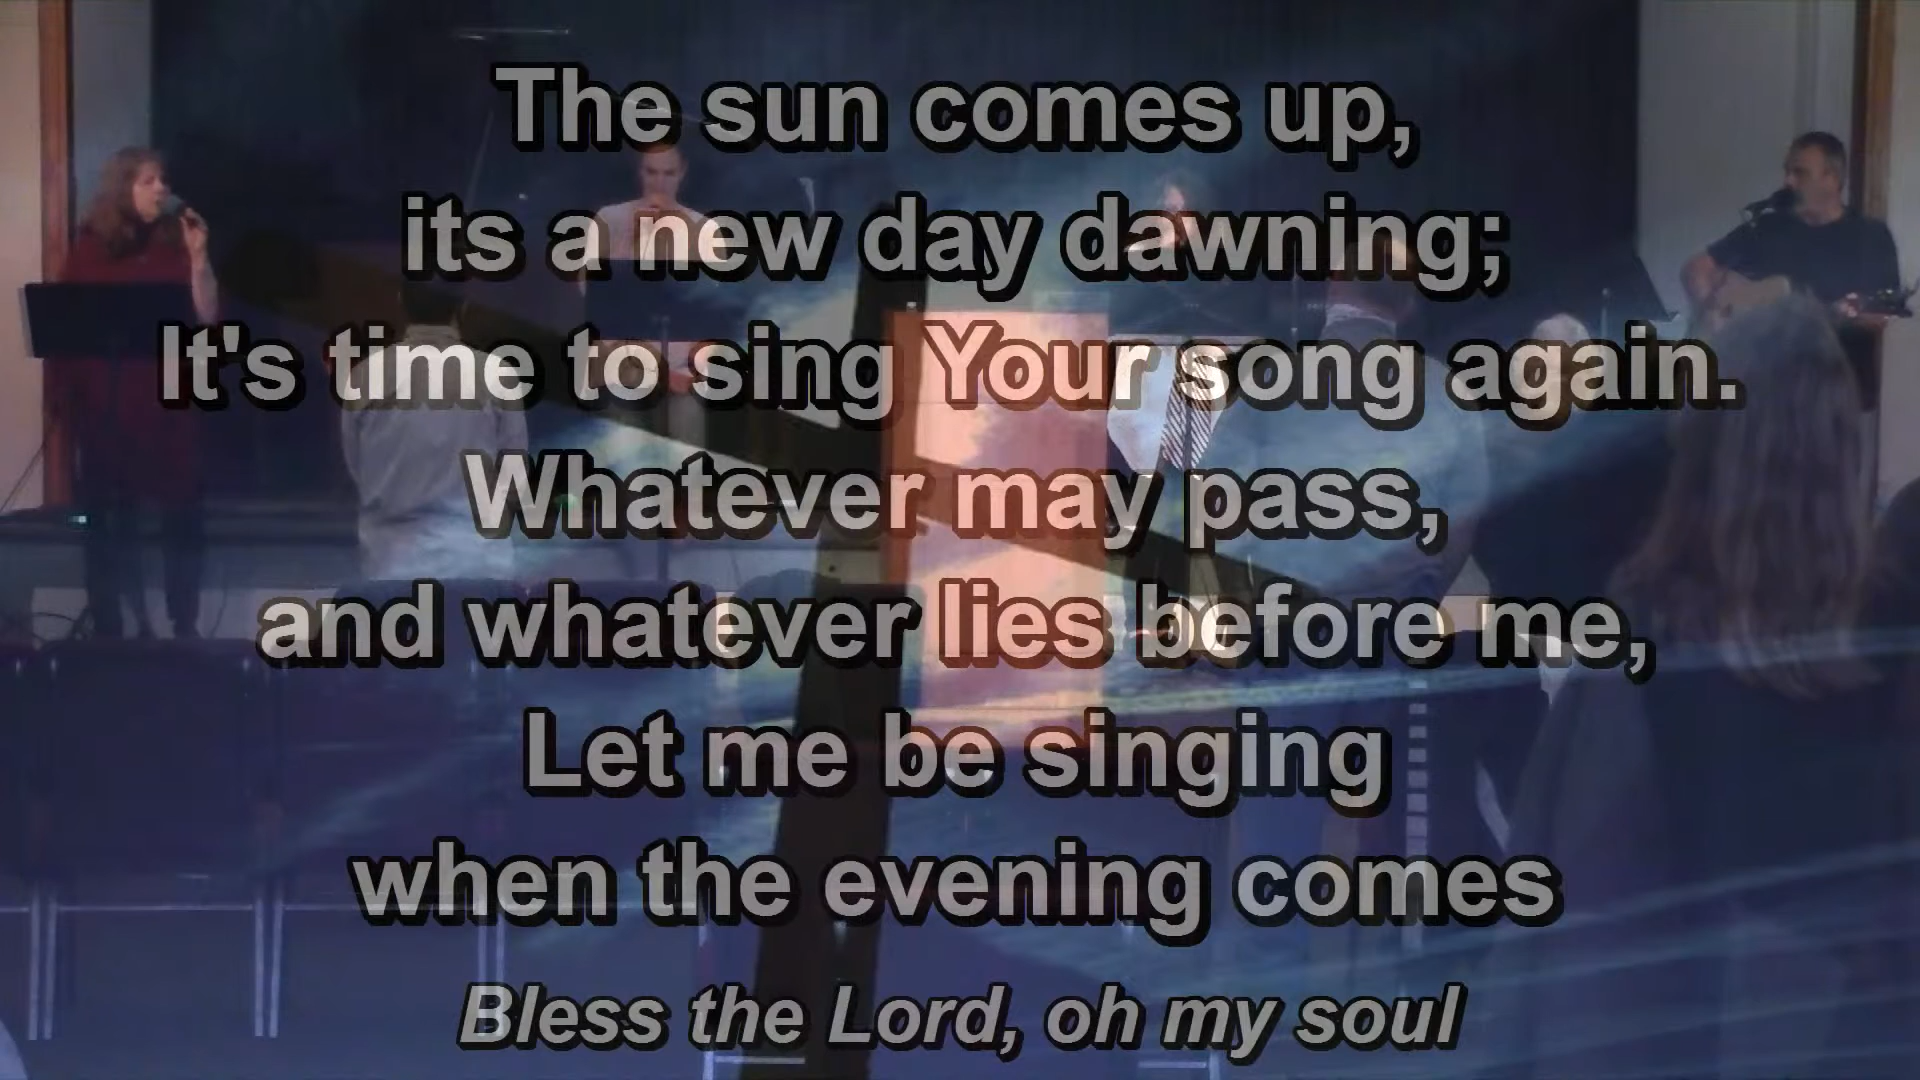 The sun comes up,
its a new day dawning;
It's time to sing Your song again.
Whatever may pass,
and whatever lies before me,
Let me be singing
when the evening comes
Bless the Lord, oh my soul